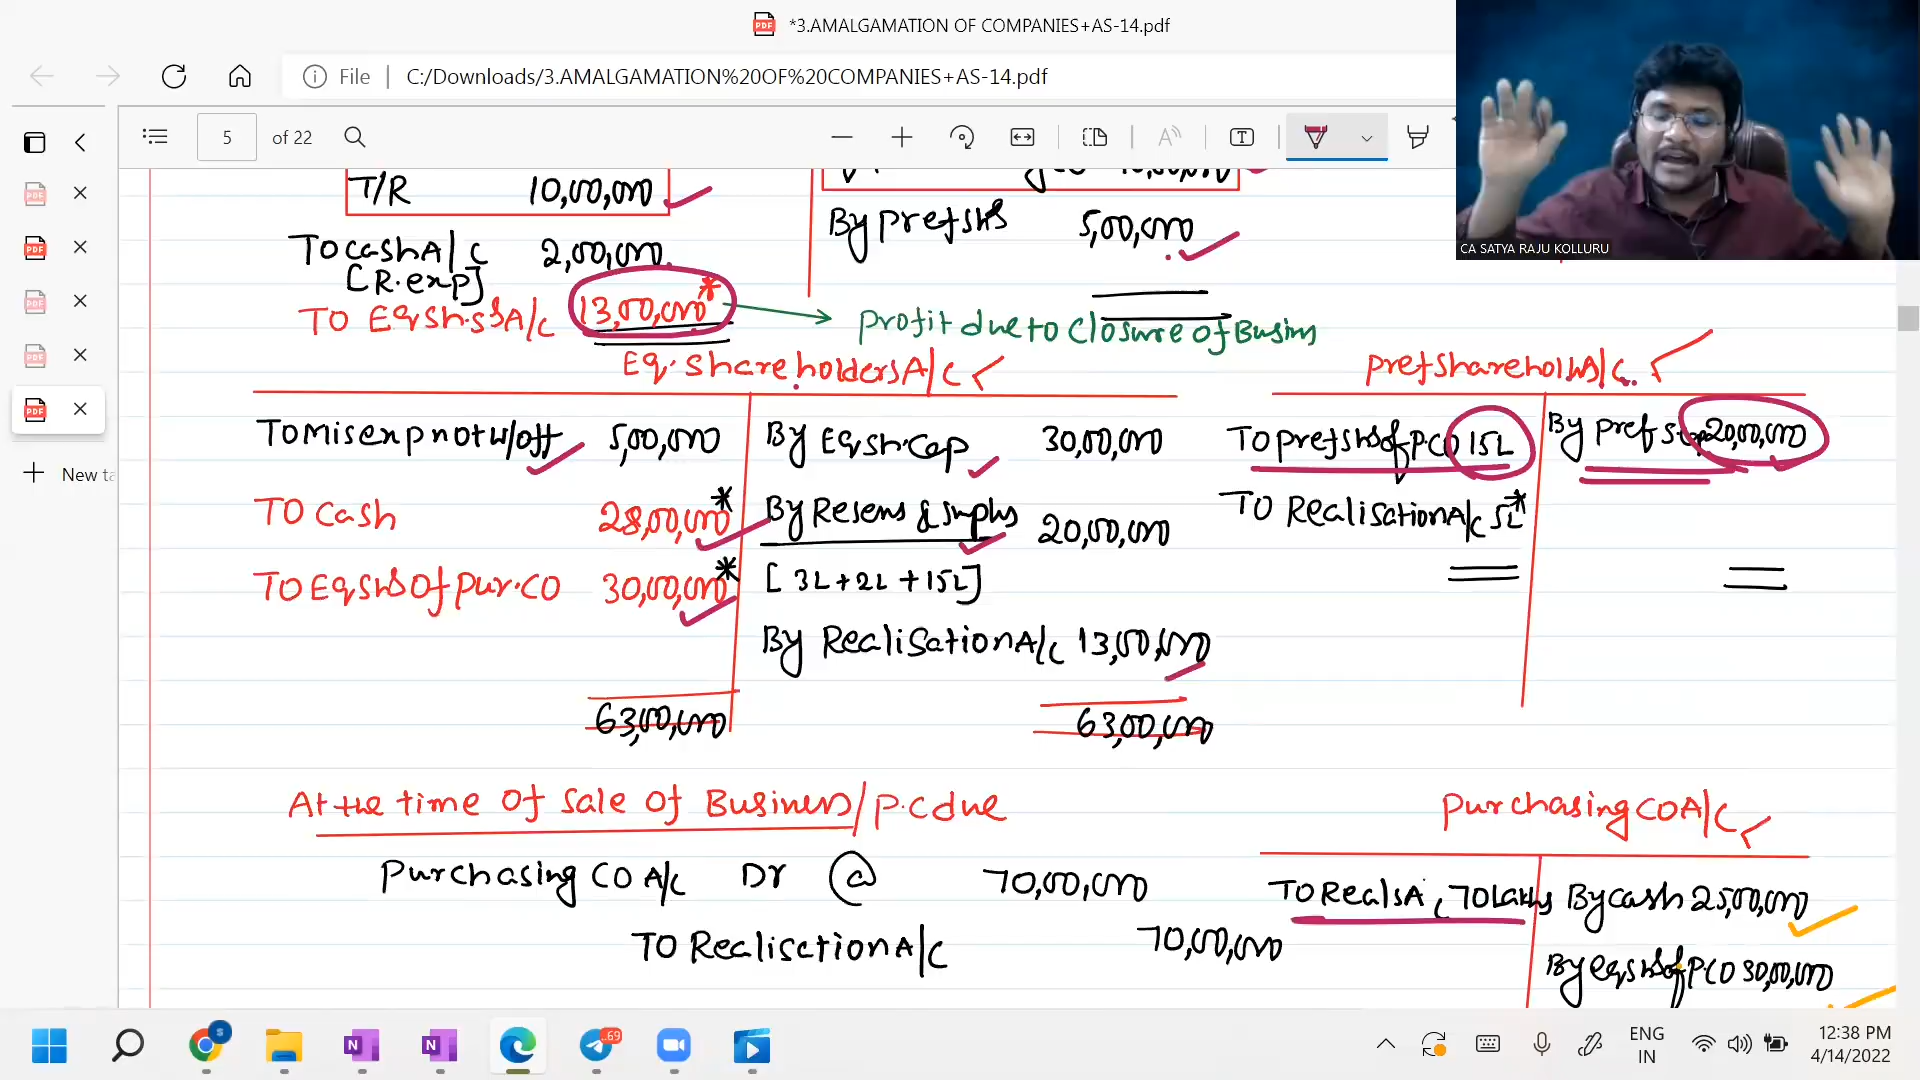 *3.AMALGAMATION OF COMPANIES+AS-14.pdf
File | C:/Downloads/3.AMALGAMATION%20OF%20COMPANIES+AS-14.pdf
5 of 22
CA SATYA RAJU KOLLURU
New ta
T/R 10,00,000
To cash A/c 2,00,000
[R.exp]
By Pref shs 5,00,000
TO Eq sh.s's A/c 13,00,000*
Profit due to closure of Busins
Eq. Shareholders A/c
To Mis exp not w/off 5,00,000 By Eq sh. cap 30,00,000
TO Cash 28,00,000* By Resens & surplus 20,00,000
TO Eq shs Of Pur.CO 30,00,000* [3L+2L+15L]
By Realisation A/c 13,00,000
63,00,000 63,00,000
Pref Shareholds A/c
To Pref shs of P.CO 15L By Pref 20,00,000
To Realisation A/c 5L*
At the time Of Sale Of Business/P.C due
Purchasing CO A/c Dr @ 70,00,000
TO Realisation A/c 70,00,000
Purchasing CO A/c
TO Reals A/c 70 Lakhs By cash 25,00,000
By eq shs of P.CO 30,00,000
69
ENG
IN
12:38 PM
4/14/2022